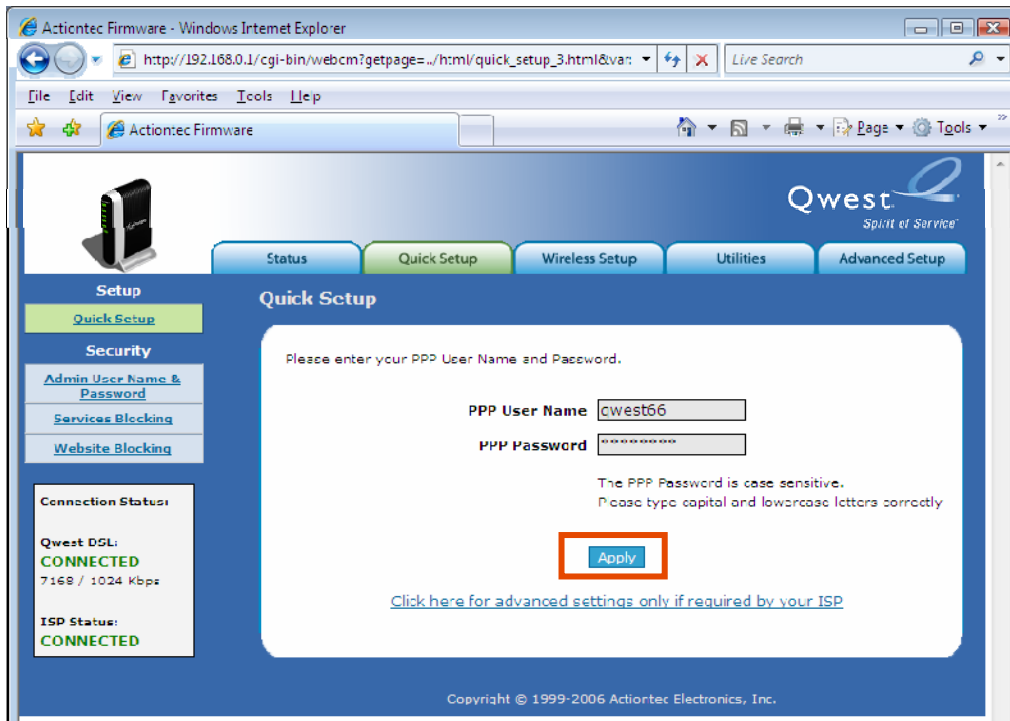 Actiontec Firmware - Windows Internet Explorer
http://192.168.0.1/cgi-bin/webcm?getpage=../html/quick_setup_3.html&var:
Live Search
File Edit View Favorites Tools Help
Actiontec Firmware
Page Tools
Qwest
Spirit of Service
Status Quick Setup Wireless Setup Utilities Advanced Setup
Setup
Quick Setup
Security
Admin User Name &
Password
Services Blocking
Website Blocking
Connection Status:
Qwest DSL:
CONNECTED
7168 / 1024 Kbps
ISP Status:
CONNECTED
Quick Setup
Please enter your PPP User Name and Password.
PPP User Name qwest66
PPP Password ********
The PPP Password is case sensitive.
Please type capital and lowercase letters correctly
Apply
Click here for advanced settings only if required by your ISP
Copyright © 1999-2006 Actiontec Electronics, Inc.